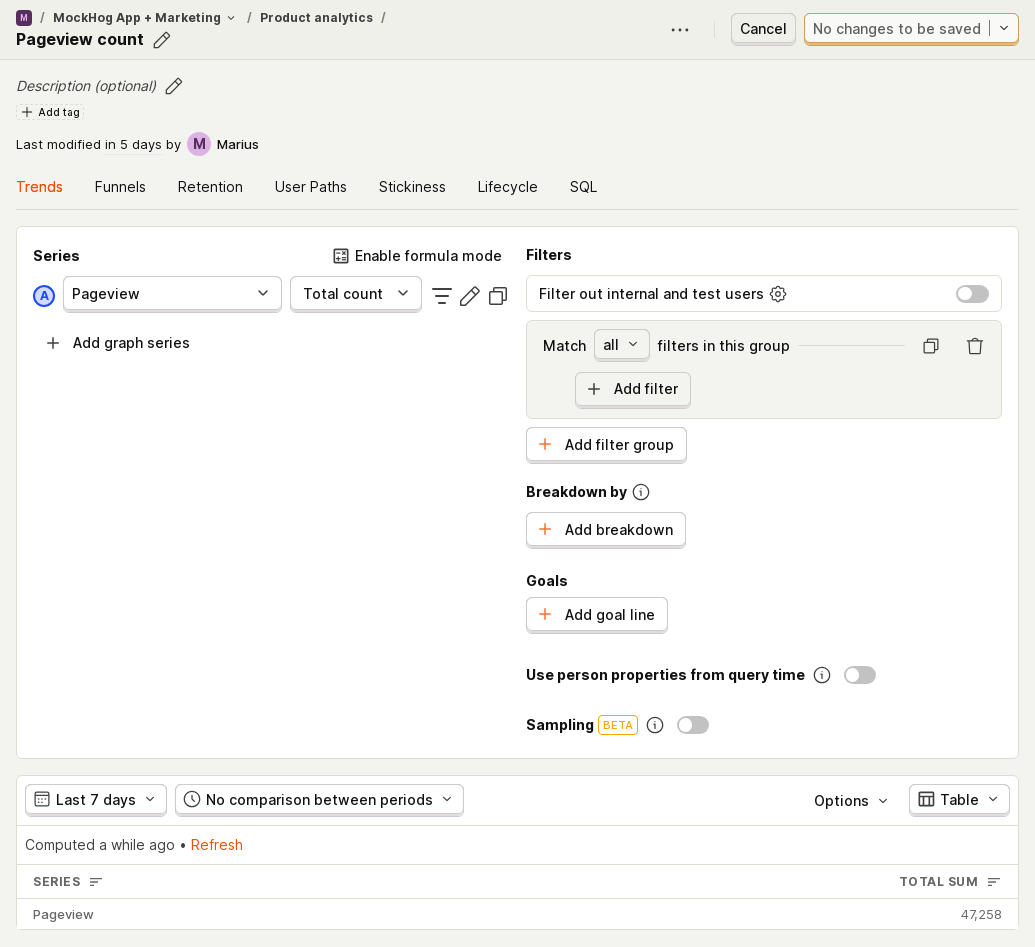 M / MockHog App + Marketing / Product analytics /
Pageview count
Cancel
No changes to be saved
Description (optional)
Add tag
Last modified in 5 days by M Marius
Trends Funnels Retention User Paths Stickiness Lifecycle SQL
Series
Enable formula mode
A Pageview Total count
Add graph series
Filters
Filter out internal and test users
Match all filters in this group
Add filter
Add filter group
Breakdown by
Add breakdown
Goals
Add goal line
Use person properties from query time
Sampling BETA
Last 7 days No comparison between periods Options Table
Computed a while ago • Refresh
SERIES TOTAL SUM
Pageview 47,258